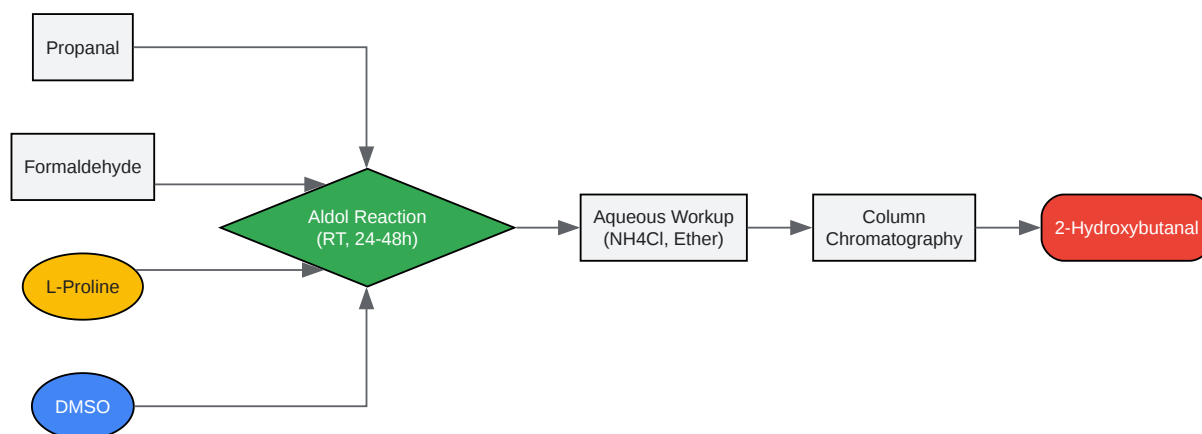 Propanal
Formaldehyde
L-Proline
DMSO
Aldol Reaction
(RT, 24-48h)
Aqueous Workup
(NH4Cl, Ether)
Column
Chromatography
2-Hydroxybutanal